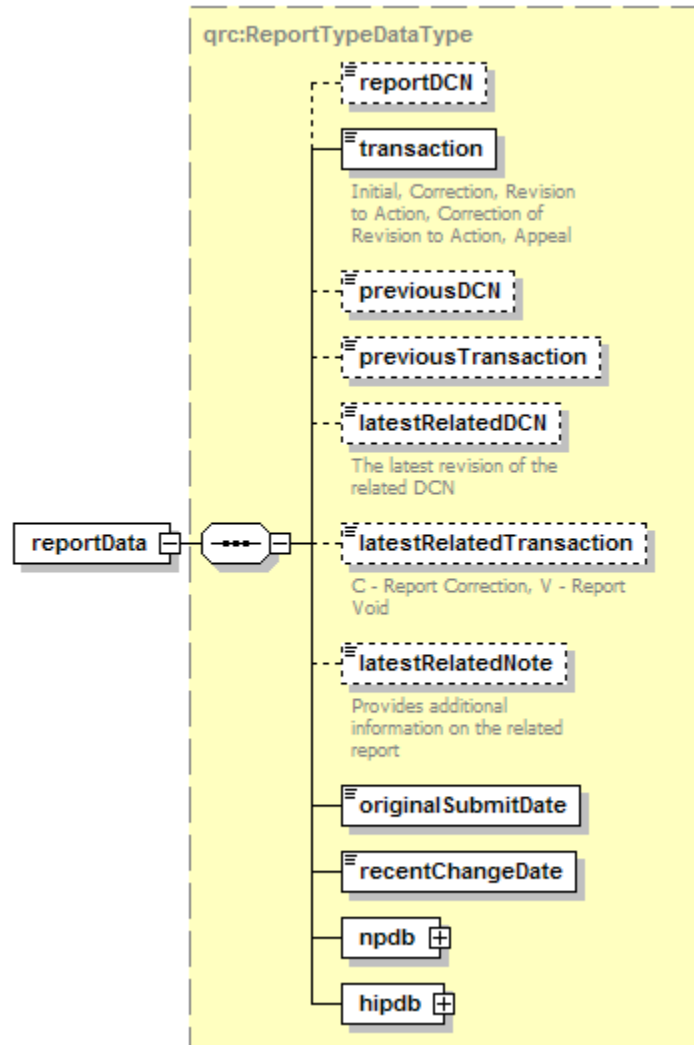 qrc:ReportTypeDataType
reportDCN
transaction
Initial, Correction, Revision
to Action, Correction of
Revision to Action, Appeal
previousDCN
previousTransaction
latestRelatedDCN
The latest revision of the
related DCN
reportData
latestRelatedTransaction
C - Report Correction, V - Report
Void
latestRelatedNote
Provides additional
information on the related
report
originalSubmitDate
recentChangeDate
npdb
hipdb